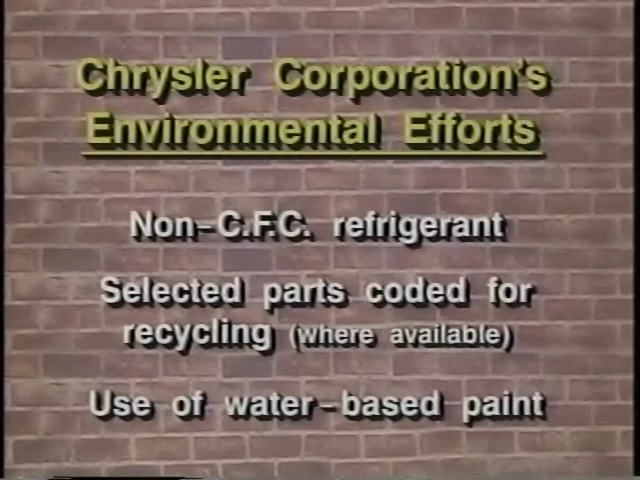 Chrysler Corporation's
Environmental Efforts
Non-C.F.C. refrigerant
Selected parts coded for
recycling (where available)
Use of water-based paint